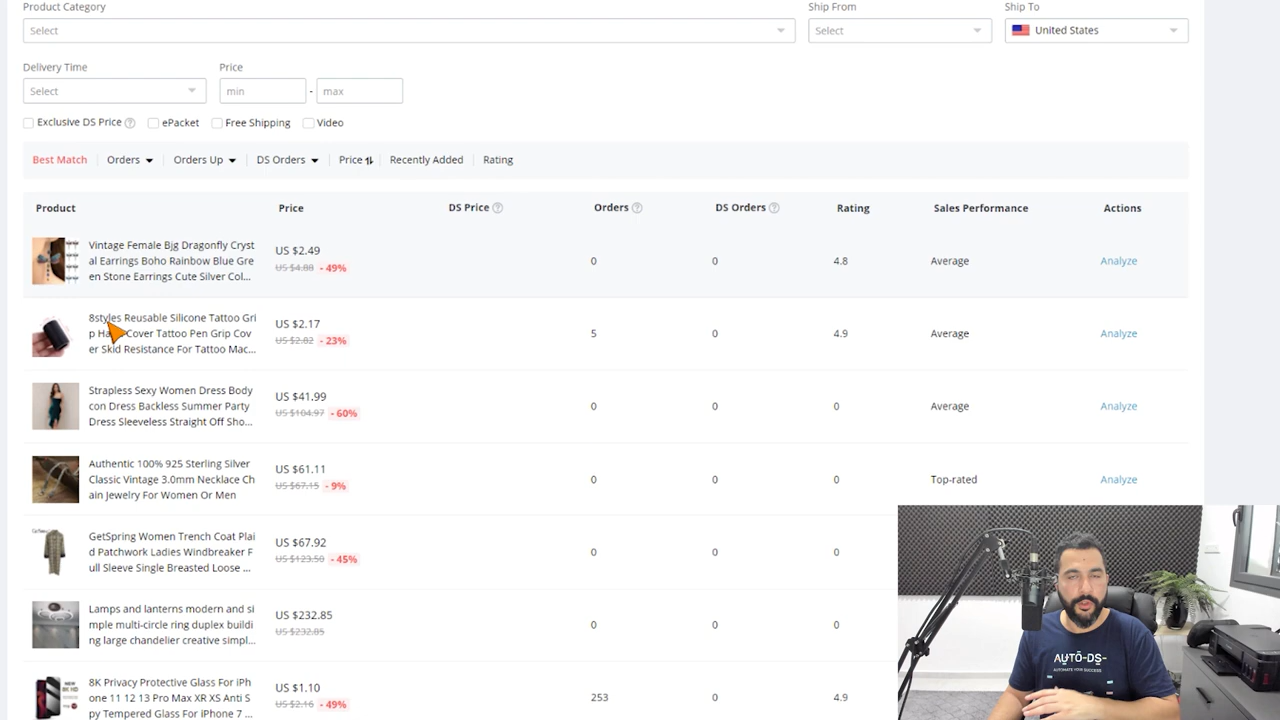 Product Category
Ship From
Ship To
Select
Select
United States
Delivery Time
Price
Select
min
-
max
Exclusive DS Price
ePacket
Free Shipping
Video
Best Match
Orders
Orders Up
DS Orders
Price
Recently Added
Rating
Product
Price
DS Price
Orders
DS Orders
Rating
Sales Performance
Actions
Vintage Female Bjg Dragonfly Cryst
al Earrings Boho Rainbow Blue Gre
en Stone Earrings Cute Silver Col...
US $2.49
US $4.88 - 49%
0
0
4.8
Average
Analyze
8styles Reusable Silicone Tattoo Gri
Cover Tattoo Pen Grip Cov
er Skid Resistance For Tattoo Mac...
US $2.17
US $2.82 - 23%
5
0
4.9
Average
Analyze
Strapless Sexy Women Dress Body
con Dress Backless Summer Party
Dress Sleeveless Straight Off Sho...
US $41.99
US $104.97 - 60%
0
0
0
Average
Analyze
Authentic 100% 925 Sterling Silver
Classic Vintage 3.0mm Necklace Ch
ain Jewelry For Women Or Men
US $61.11
US $67.15 - 9%
0
0
0
Top-rated
Analyze
GetSpring Women Trench Coat Plai
d Patchwork Ladies Windbreaker F
ull Sleeve Single Breasted Loose ...
US $67.92
US $123.50 - 45%
0
0
0
Lamps and lanterns modern and si
mple multi-circle ring duplex buildi
ng large chandelier creative simpl...
US $232.85
US $232.85
0
0
0
8K Privacy Protective Glass For iPh
one 11 12 13 Pro Max XR XS Anti S
py Tempered Glass For iPhone 7 ...
US $1.10
US $2.16 - 49%
253
0
4.9
AUTO-DS-
AUTOMATE YOUR SUCCESS